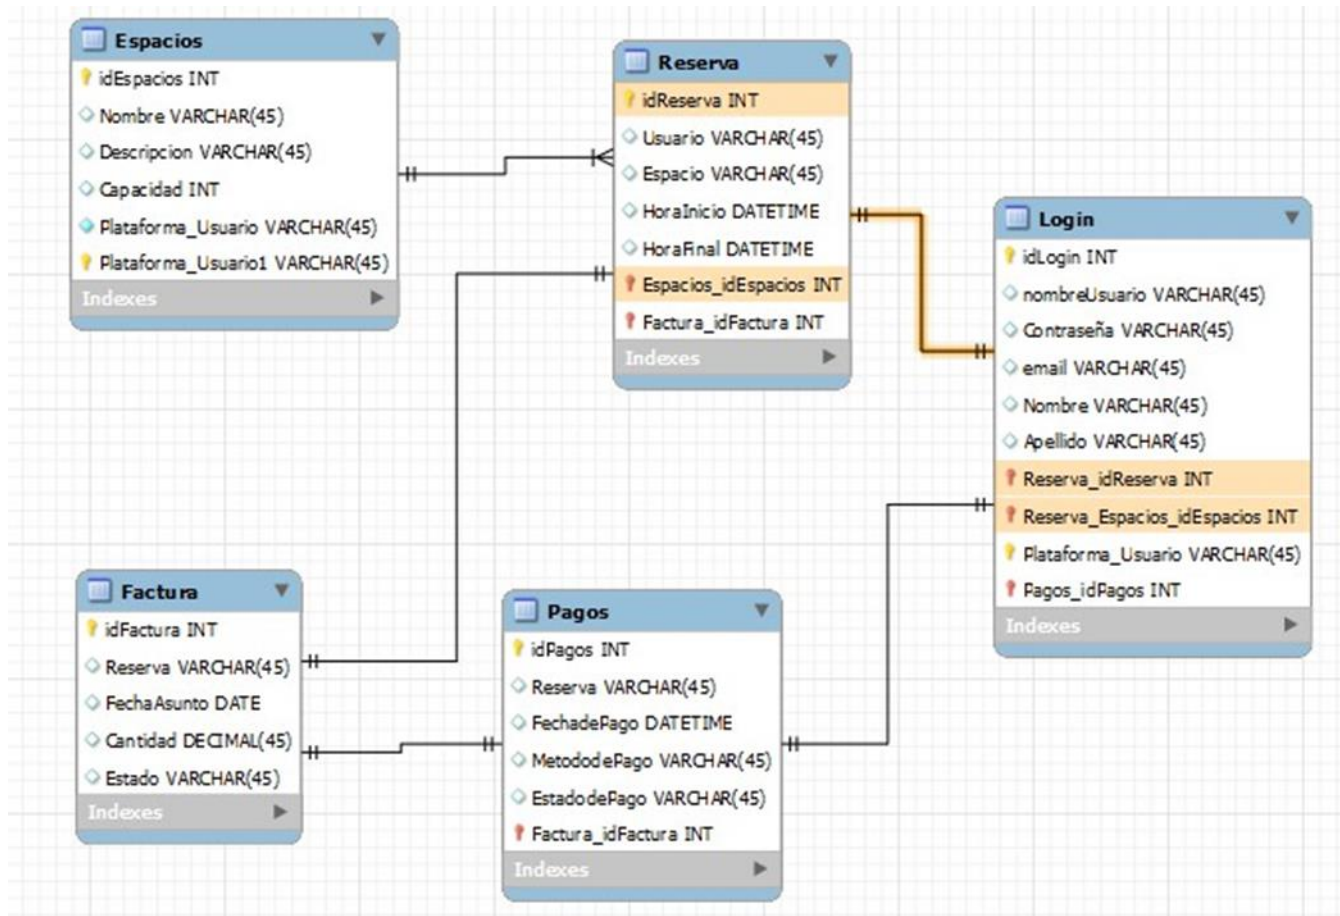 Espacios
idEspacios INT
Nombre VARCHAR(45)
Descripcion VARCHAR(45)
Capacidad INT
Plataforma_Usuario VARCHAR(45)
Plataforma_Usuario1 VARCHAR(45)
Indexes
Reserva
idReserva INT
Usuario VARCHAR(45)
Espacio VARCHAR(45)
HoraInicio DATETIME
HoraFinal DATETIME
Espacios_idEspacios INT
Factura_idFactura INT
Indexes
Login
idLogin INT
nombreUsuario VARCHAR(45)
Contraseña VARCHAR(45)
email VARCHAR(45)
Nombre VARCHAR(45)
Apellido VARCHAR(45)
Reserva_idReserva INT
Reserva_Espacios_idEspacios INT
Plataforma_Usuario VARCHAR(45)
Pagos_idPagos INT
Indexes
Factura
idFactura INT
Reserva VARCHAR(45)
FechaAsunto DATE
Cantidad DECIMAL(45)
Estado VARCHAR(45)
Indexes
Pagos
idPagos INT
Reserva VARCHAR(45)
FechadePago DATETIME
MetododePago VARCHAR(45)
EstadodePago VARCHAR(45)
Factura_idFactura INT
Indexes